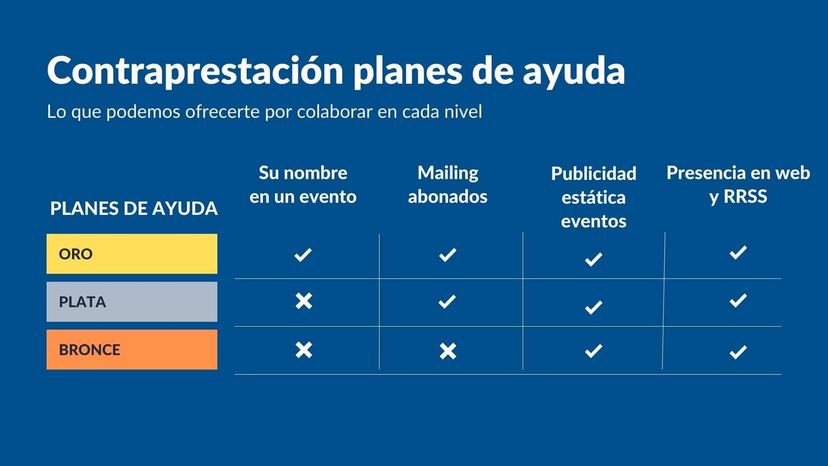 Contraprestación planes de ayuda
Lo que podemos ofrecerte por colaborar en cada nivel
PLANES DE AYUDA
Su nombre
en un evento
Mailing
abonados
Publicidad
estática
eventos
Presencia en web
y RRSS
ORO
PLATA
BRONCE